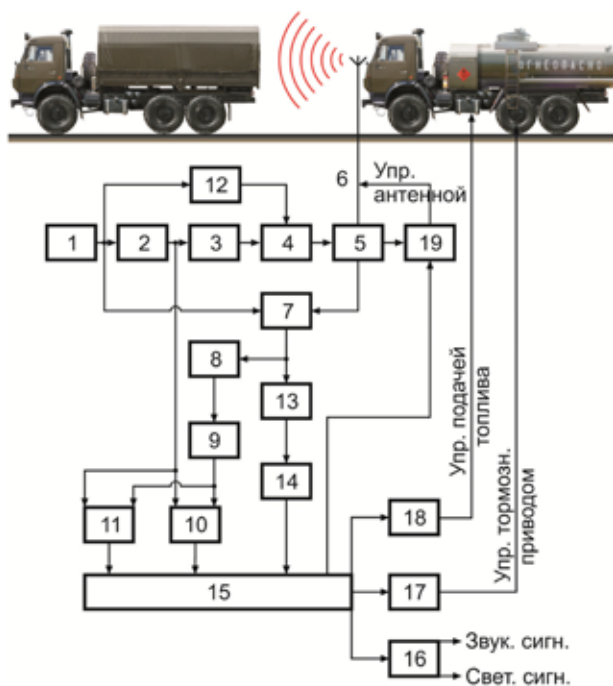 ОГНЕОПАСНО
6
Упр.
антенной
12
1
2
3
4
5
19
7
8
13
9
14
11
10
18
15
17
16
Упр. подачей
топлива
Упр. тормозн.
приводом
Звук. сигн.
Свет. сигн.